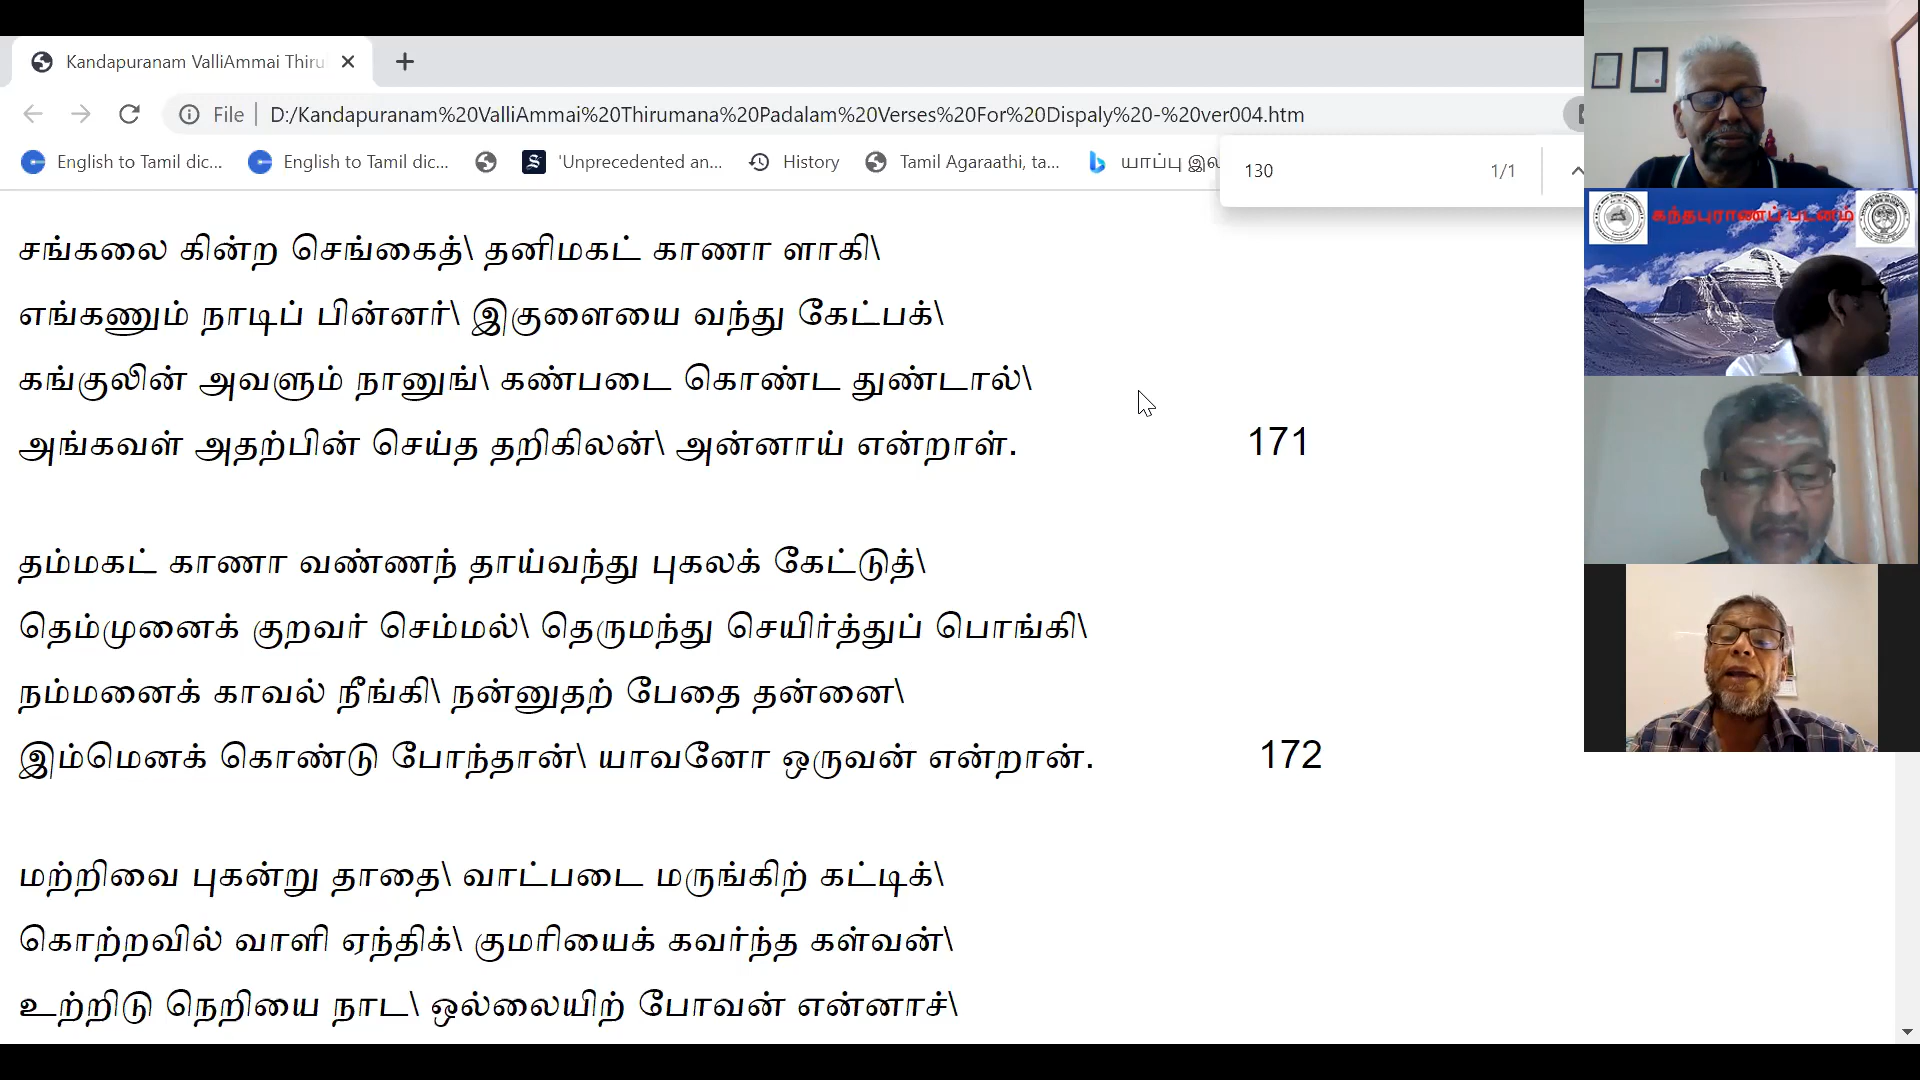 Kandapuranam ValliAmmai Thiru
File
D:/Kandapuranam%20ValliAmmai%20Thirumana%20Padalam%20Verses%20For%20Dispaly%20-%20ver004.htm
English to Tamil dic...
English to Tamil dic...
'Unprecedented an...
History
Tamil Agaraathi, ta...
யாப்பு இல
130
1/1
கந்தபுராணப் படனம்
சங்கலை கின்ற செங்கைத்\ தனிமகட் காணா ளாகி\
எங்கணும் நாடிப் பின்னர்\ இகுளையை வந்து கேட்பக்\
கங்குலின் அவளும் நானுங்\ கண்படை கொண்ட துண்டால்\
அங்கவள் அதற்பின் செய்த தறிகிலன்\ அன்னாய் என்றாள். 171
தம்மகட் காணா வண்ணந் தாய்வந்து புகலக் கேட்டுத்\
தெம்முனைக் குறவர் செம்மல்\ தெருமந்து செயிர்த்துப் பொங்கி\
நம்மனைக் காவல் நீங்கி\ நன்னுதற் பேதை தன்னை\
இம்மெனக் கொண்டு போந்தான்\ யாவனோ ஒருவன் என்றான். 172
மற்றிவை புகன்று தாதை\ வாட்படை மருங்கிற் கட்டிக்\
கொற்றவில் வாளி ஏந்திக்\ குமரியைக் கவர்ந்த கள்வன்\
உற்றிடு நெறியை நாட\ ஒல்லையிற் போவன் என்னாச்\